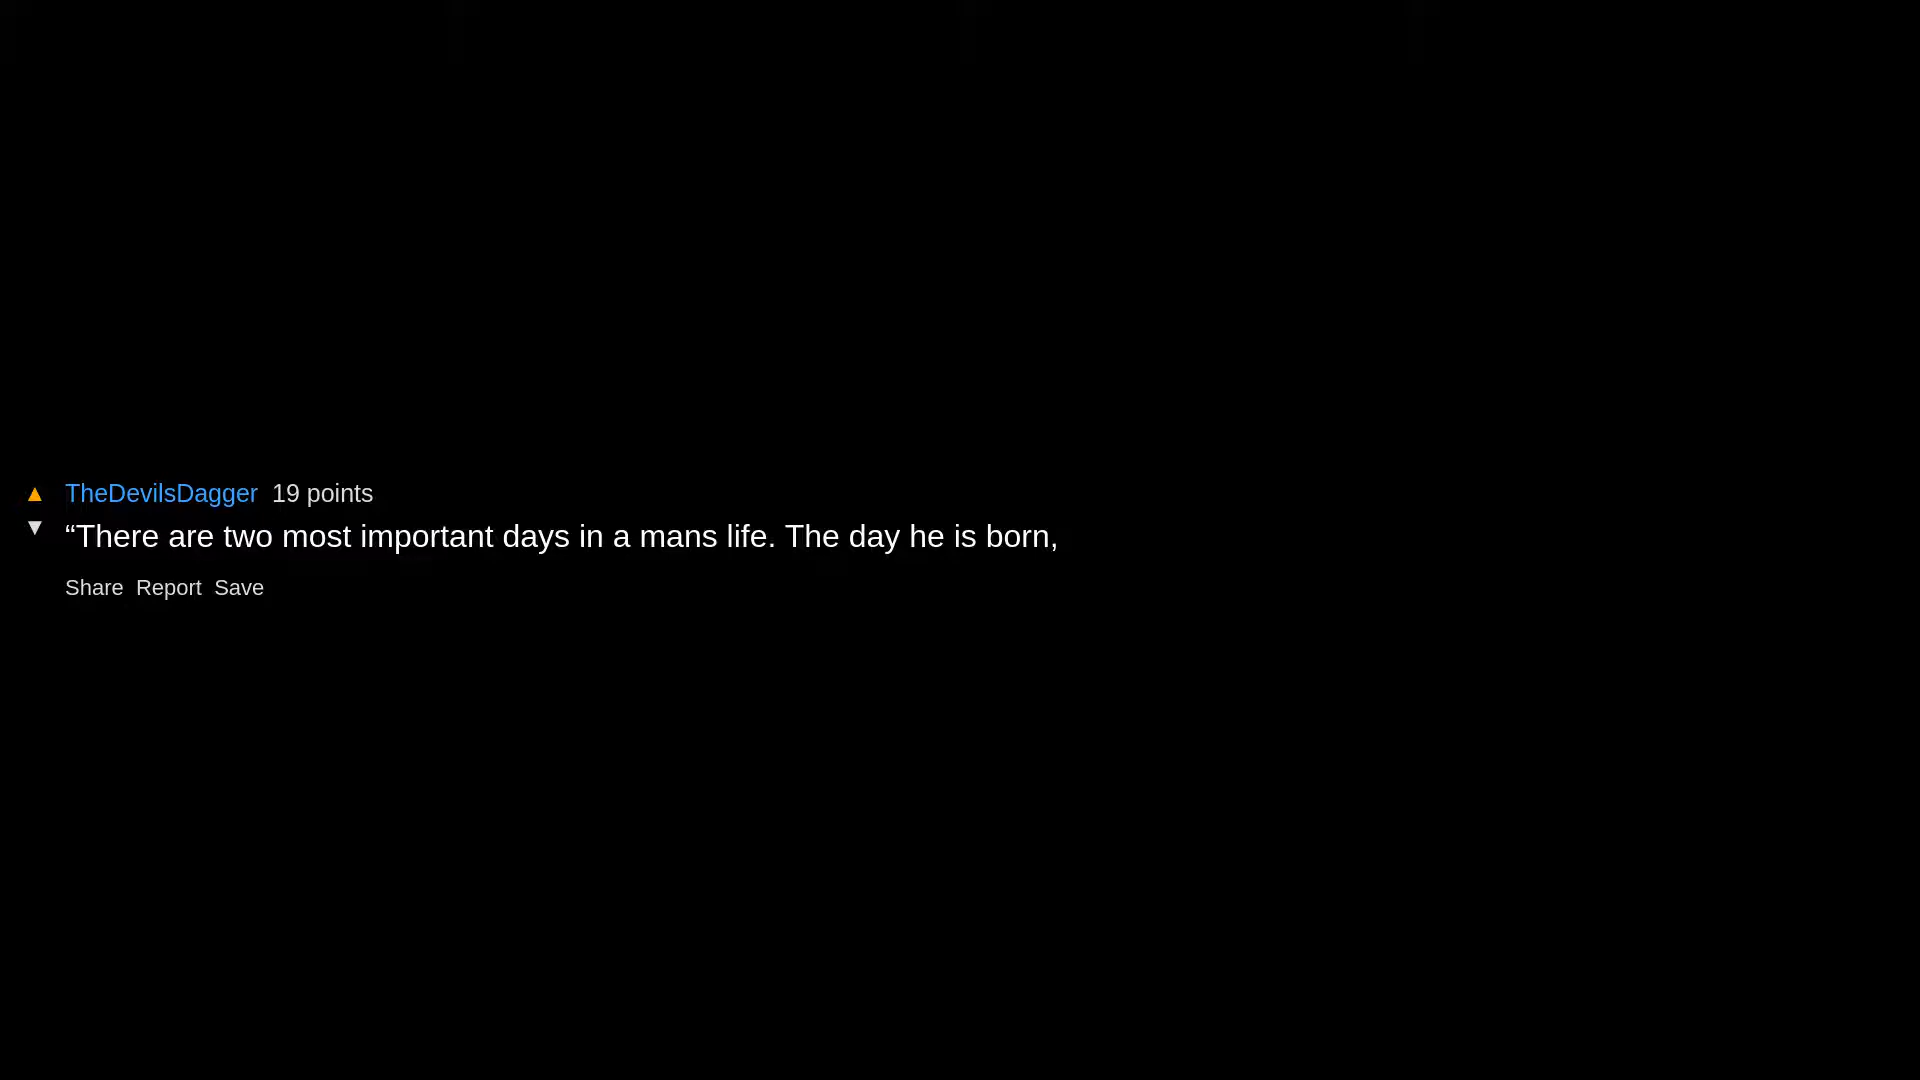 ▲ TheDevilsDagger 19 points
▼ “There are two most important days in a mans life. The day he is born,
Share Report Save